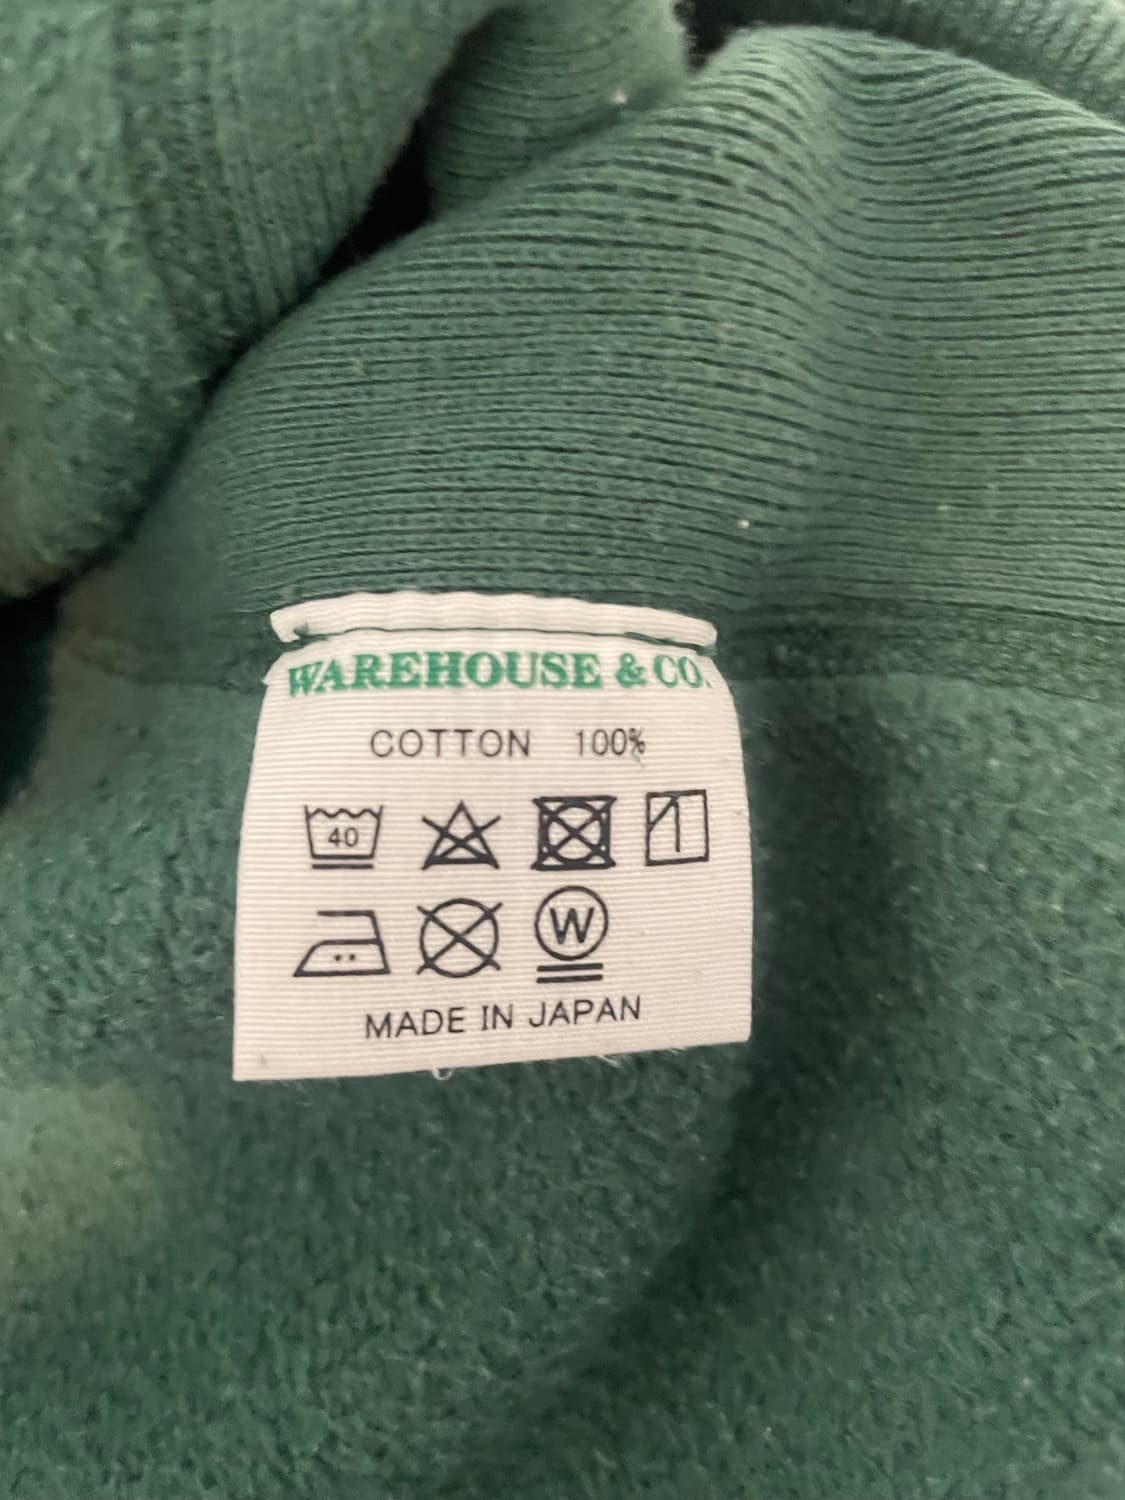 WAREHOUSE & CO.
COTTON 100%
40
W
MADE IN JAPAN